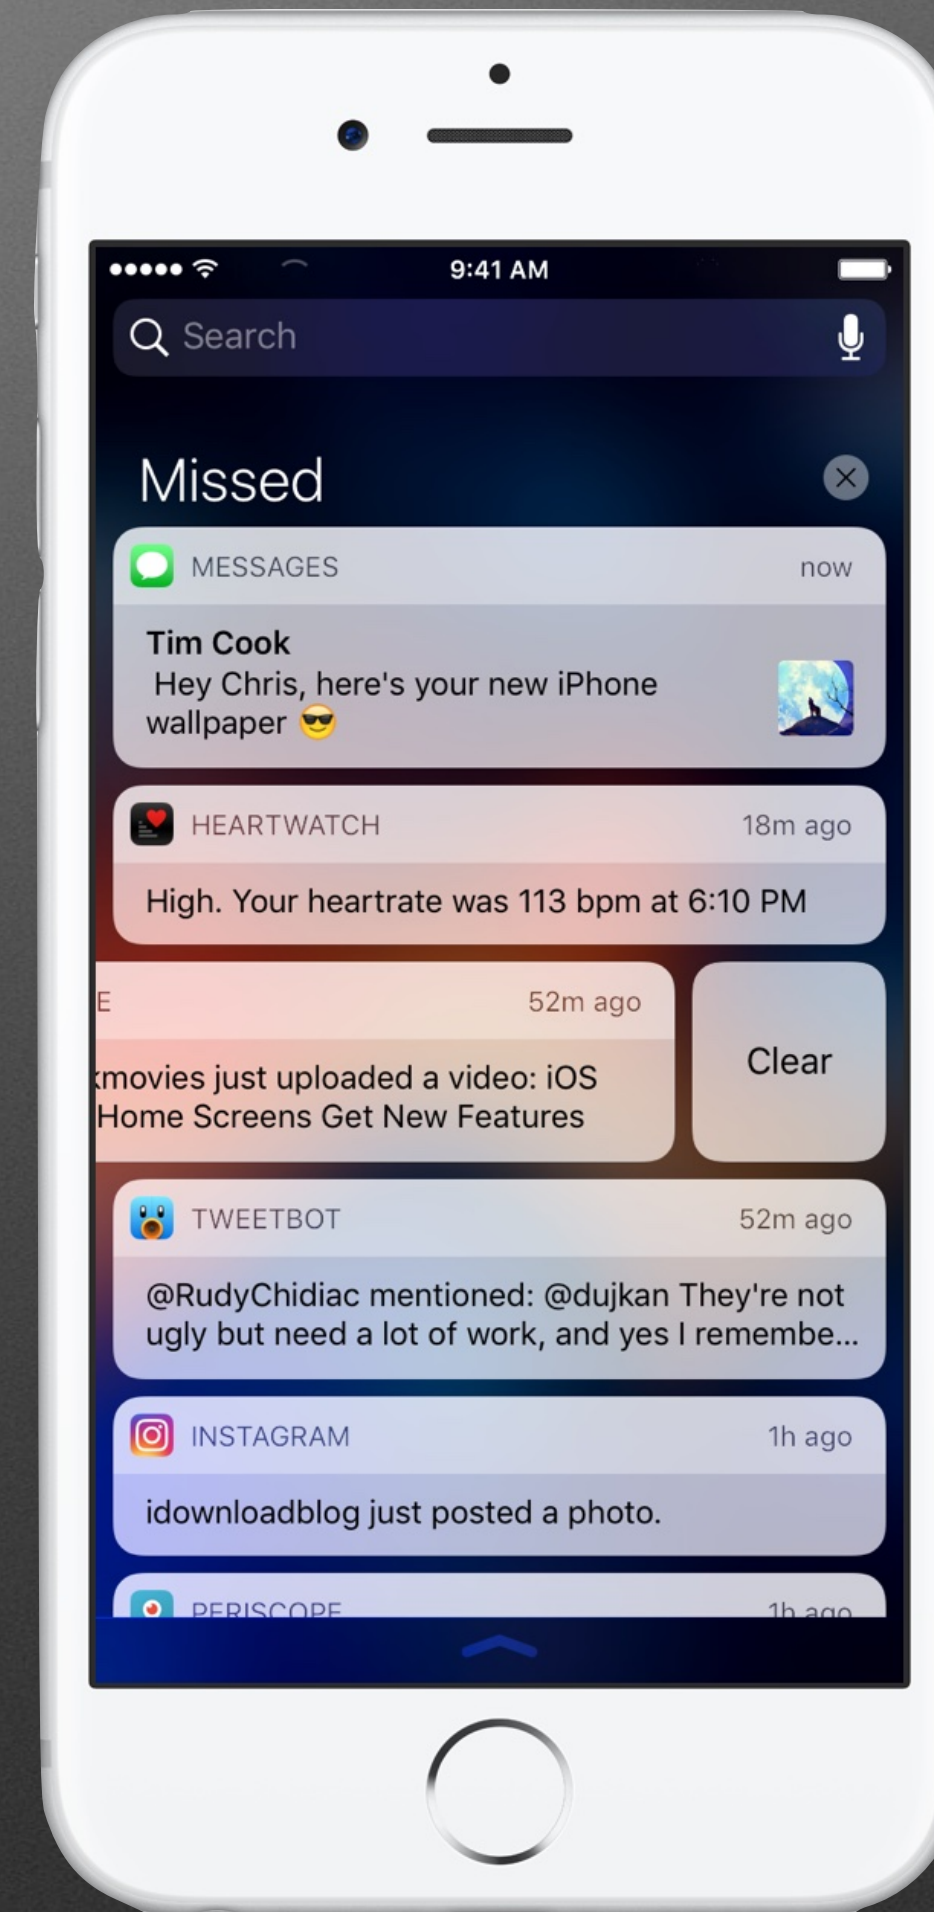 9:41 AM
Search
Missed
MESSAGES now
Tim Cook
Hey Chris, here's your new iPhone
wallpaper 😎
HEARTWATCH 18m ago
High. Your heartrate was 113 bpm at 6:10 PM
E 52m ago
kmovies just uploaded a video: iOS
Home Screens Get New Features
Clear
TWEETBOT 52m ago
@RudyChidiac mentioned: @dujkan They're not
ugly but need a lot of work, and yes I remembe...
INSTAGRAM 1h ago
idownloadblog just posted a photo.
PERISCOPE 1h ago